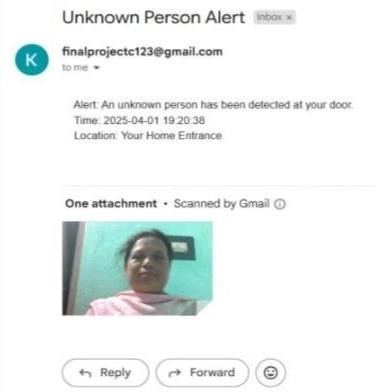 Unknown Person Alert Inbox ×
K
finalprojectc123@gmail.com
to me
Alert: An unknown person has been detected at your door.
Time: 2025-04-01 19:20:38
Location: Your Home Entrance
One attachment • Scanned by Gmail
Reply Forward